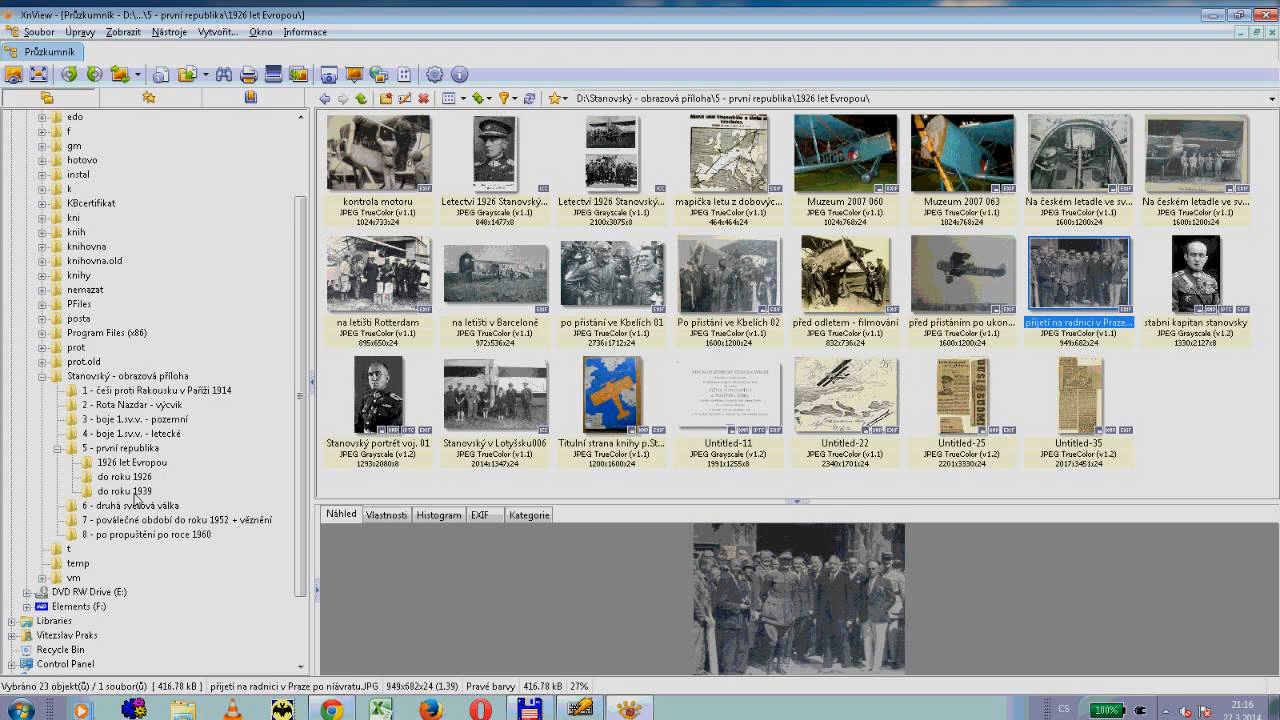 XnView - [Průzkumník - D:\...\5 - první republika\1926 let Evropou\]
Soubor Úpravy Zobrazit Nástroje Vytvořit... Okno Informace
Průzkumník
D:\Stanovský - obrazová příloha\5 - první republika\1926 let Evropou\
edo
f
gm
hotovo
instal
k
KBcertifikat
kni
knih
knihovna
knihovna.old
knihy
nemazat
PFiles
posta
Program Files (x86)
prot
prot.old
Stanovský - obrazová příloha
1 - češi proti Rakousku v Paříži 1914
2 - Rota Nazdar - výcvik
3 - boje 1.sv.v. - pozemní
4 - boje 1.sv.v. - letecké
5 - první republika
1926 let Evropou
do roku 1926
do roku 1939
6 - druhá světová válka
7 - poválečné období do roku 1952 + věznění
8 - po propuštění po roce 1960
t
temp
vm
DVD RW Drive (E:)
Elements (F:)
Libraries
Vitezslav Praks
Recycle Bin
Control Panel
kontrola motoru
JPEG TrueColor (v1.1)
1024x733x24
Letectví 1926 Stanovský...
JPEG Grayscale (v1.1)
848x1477x8
Letectví 1926 Stanovský...
JPEG Grayscale (v1.1)
2100x3075x8
mapička letu z dobovýc...
JPEG TrueColor (v1.1)
464x464x24
Muzeum 2007 060
JPEG TrueColor (v1.1)
1024x768x24
Muzeum 2007 063
JPEG TrueColor (v1.1)
1024x768x24
Na českém letadle ve sv...
JPEG TrueColor (v1.1)
1600x1200x24
Na českém letadle ve sv...
JPEG TrueColor (v1.1)
1600x1200x24
na letišti Rotterdam
JPEG TrueColor (v1.1)
895x650x24
na letišti v Barceloně
JPEG TrueColor (v1.1)
972x536x24
po přistání ve Kbelích 01
JPEG TrueColor (v1.1)
2736x1712x24
Po přistání ve Kbelích 02
JPEG TrueColor (v1.1)
1600x1200x24
před odletem - filmování
JPEG TrueColor (v1.1)
832x736x24
před přistáním po ukon...
JPEG TrueColor (v1.1)
1600x1200x24
přijetí na radnici v Praze...
JPEG TrueColor (v1.1)
949x682x24
stabní kapitan stanovsky
JPEG Grayscale (v1.1)
1330x2127x8
Stanovský portrét voj. 01
JPEG Grayscale (v1.2)
1293x2080x8
Stanovský v Lotyšsku006
JPEG TrueColor (v1.1)
2014x1347x24
Titulní strana knihy p.St...
JPEG TrueColor (v1.1)
1200x1600x24
Untitled-11
JPEG Grayscale (v1.2)
1991x1255x8
Untitled-22
JPEG TrueColor (v1.2)
2340x1701x24
Untitled-25
JPEG TrueColor (v1.2)
2201x3330x24
Untitled-35
JPEG TrueColor (v1.2)
2017x3451x24
Náhled Vlastnosti Histogram EXIF Kategorie
Vybráno 23 objekt(ů) / 1 soubor(ů) [ 416.78 kB ] přijetí na radnici v Praze po návratu.JPG 949x682x24 (1.39) Pravé barvy 416.78 kB 27%
CS 100% 21:16
27.3.2014